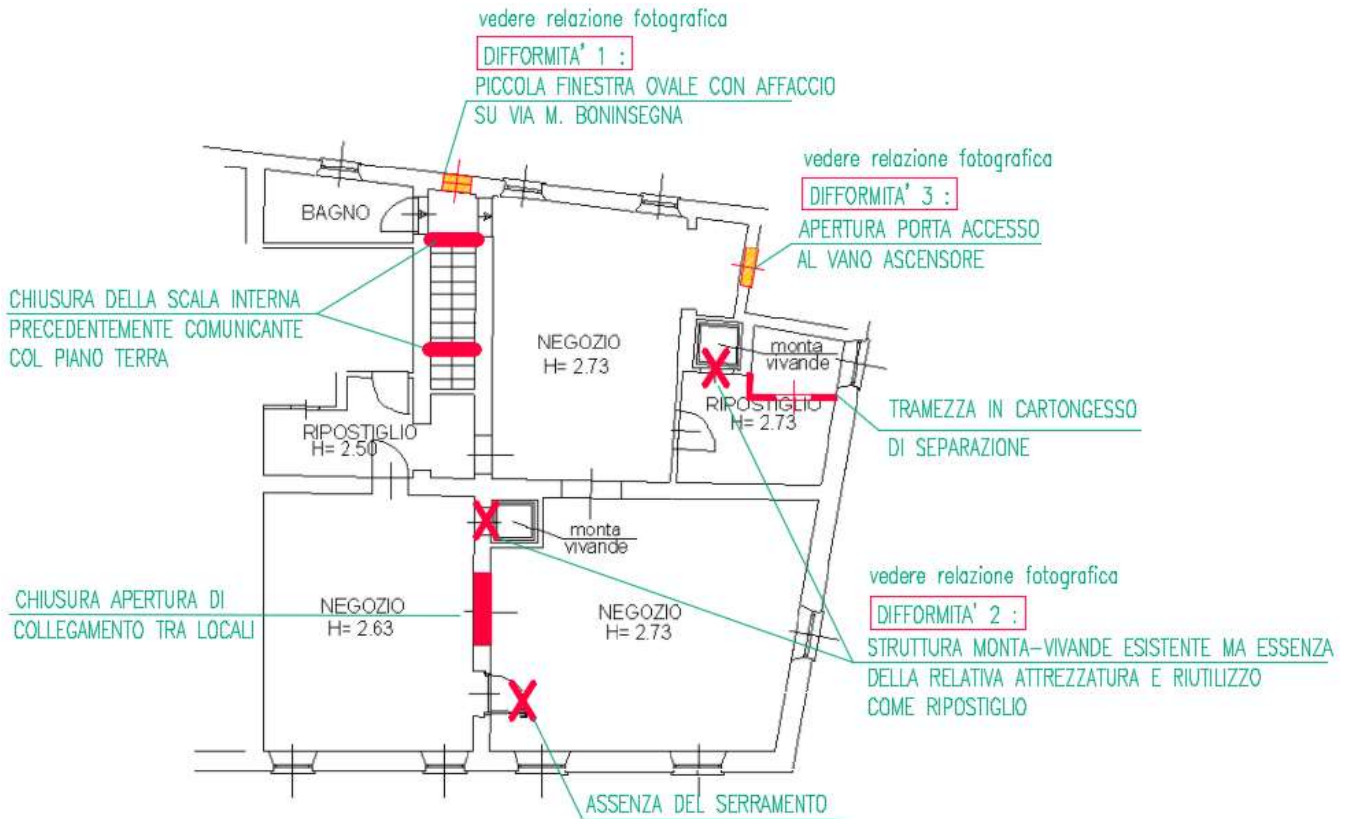 vedere relazione fotografica
DIFFORMITA' 1 :
PICCOLA FINESTRA OVALE CON AFFACCIO
SU VIA M. BONINSEGNA
vedere relazione fotografica
DIFFORMITA' 3 :
APERTURA PORTA ACCESSO
AL VANO ASCENSORE
BAGNO
CHIUSURA DELLA SCALA INTERNA
PRECEDENTEMENTE COMUNICANTE
COL PIANO TERRA
NEGOZIO
H= 2.73
monta
vivande
RIPOSTIGLIO
H= 2.73
TRAMEZZA IN CARTONGESSO
DI SEPARAZIONE
RIPOSTIGLIO
H= 2.50
monta
vivande
CHIUSURA APERTURA DI
COLLEGAMENTO TRA LOCALI
NEGOZIO
H= 2.63
NEGOZIO
H= 2.73
vedere relazione fotografica
DIFFORMITA' 2 :
STRUTTURA MONTA-VIVANDE ESISTENTE MA ESSENZA
DELLA RELATIVA ATTREZZATURA E RIUTILIZZO
COME RIPOSTIGLIO
ASSENZA DEL SERRAMENTO